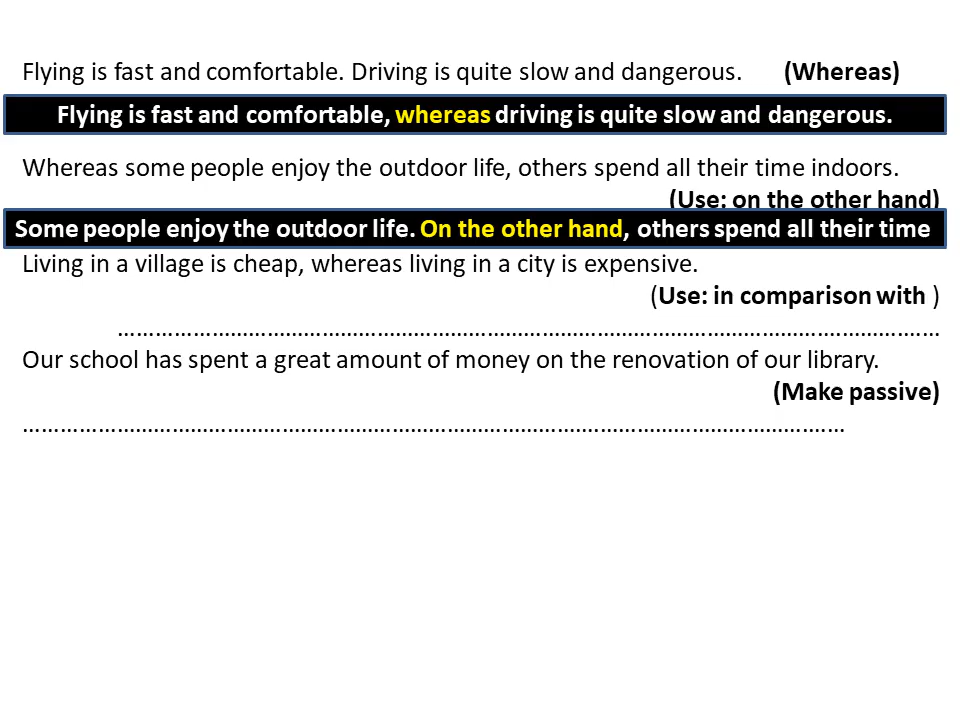 Flying is fast and comfortable. Driving is quite slow and dangerous. (Whereas)
Flying is fast and comfortable, whereas driving is quite slow and dangerous.
Whereas some people enjoy the outdoor life, others spend all their time indoors.
(Use: on the other hand)
Some people enjoy the outdoor life. On the other hand, others spend all their time
Living in a village is cheap, whereas living in a city is expensive.
(Use: in comparison with )
……………………………………………………………………………………………………………………
Our school has spent a great amount of money on the renovation of our library.
(Make passive)
……………………………………………………………………………………………………………………